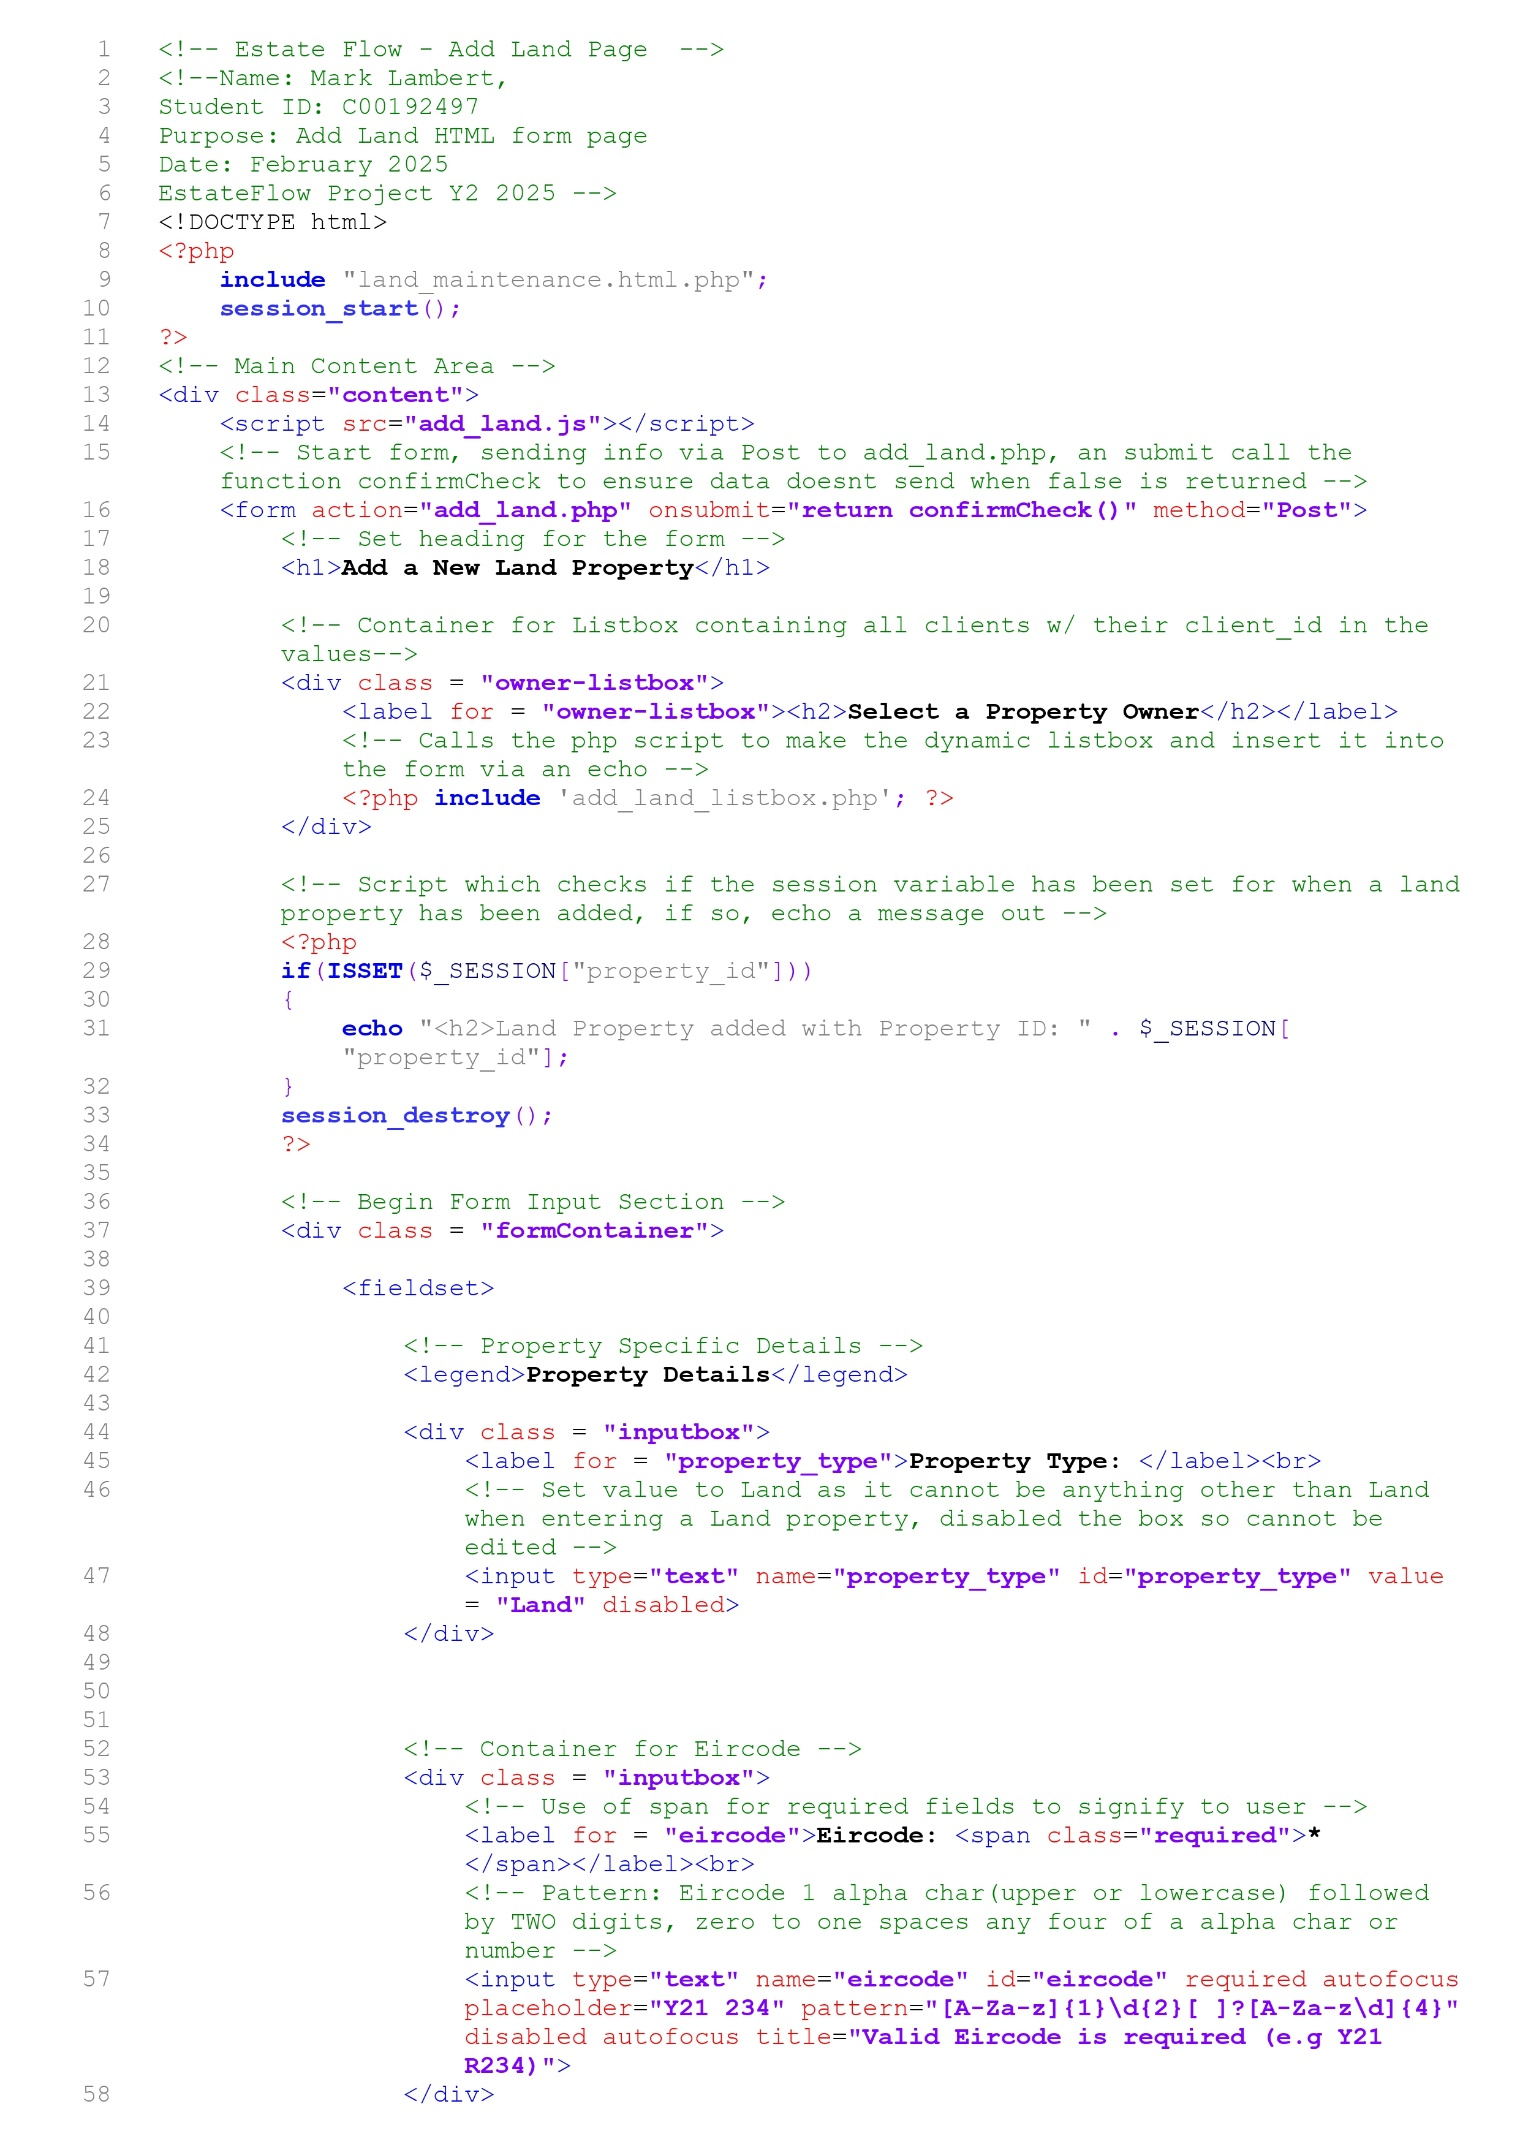 1 <!-- Estate Flow - Add Land Page  -->
2 <!--Name: Mark Lambert,
3 Student ID: C00192497
4 Purpose: Add Land HTML form page
5 Date: February 2025
6 EstateFlow Project Y2 2025 -->
7 <!DOCTYPE html>
8 <?php
9     include "land_maintenance.html.php";
10     session_start();
11 ?>
12 <!-- Main Content Area -->
13 <div class="content">
14     <script src="add_land.js"></script>
15     <!-- Start form, sending info via Post to add_land.php, an submit call the
    function confirmCheck to ensure data doesnt send when false is returned -->
16     <form action="add_land.php" onsubmit="return confirmCheck()" method="Post">
17         <!-- Set heading for the form -->
18         <h1>Add a New Land Property</h1>
19
20         <!-- Container for Listbox containing all clients w/ their client_id in the
        values-->
21         <div class = "owner-listbox">
22             <label for = "owner-listbox"><h2>Select a Property Owner</h2></label>
23             <!-- Calls the php script to make the dynamic listbox and insert it into
            the form via an echo -->
24             <?php include 'add_land_listbox.php'; ?>
25         </div>
26
27         <!-- Script which checks if the session variable has been set for when a land
        property has been added, if so, echo a message out -->
28         <?php
29         if(ISSET($_SESSION["property_id"]))
30         {
31             echo "<h2>Land Property added with Property ID: " . $_SESSION[
            "property_id"];
32         }
33         session_destroy();
34         ?>
35
36         <!-- Begin Form Input Section -->
37         <div class = "formContainer">
38
39             <fieldset>
40
41                 <!-- Property Specific Details -->
42                 <legend>Property Details</legend>
43
44                 <div class = "inputbox">
45                     <label for = "property_type">Property Type: </label><br>
46                     <!-- Set value to Land as it cannot be anything other than Land
                    when entering a Land property, disabled the box so cannot be
                    edited -->
47                     <input type="text" name="property_type" id="property_type" value
                    = "Land" disabled>
48                 </div>
49
50
51
52                 <!-- Container for Eircode -->
53                 <div class = "inputbox">
54                     <!-- Use of span for required fields to signify to user -->
55                     <label for = "eircode">Eircode: <span class="required">*
                    </span></label><br>
56                     <!-- Pattern: Eircode 1 alpha char(upper or lowercase) followed
                    by TWO digits, zero to one spaces any four of a alpha char or
                    number -->
57                     <input type="text" name="eircode" id="eircode" required autofocus
                    placeholder="Y21 234" pattern="[A-Za-z]{1}\d{2}[ ]?[A-Za-z\d]{4}"
                    disabled autofocus title="Valid Eircode is required (e.g Y21
                    R234)">
58                 </div>